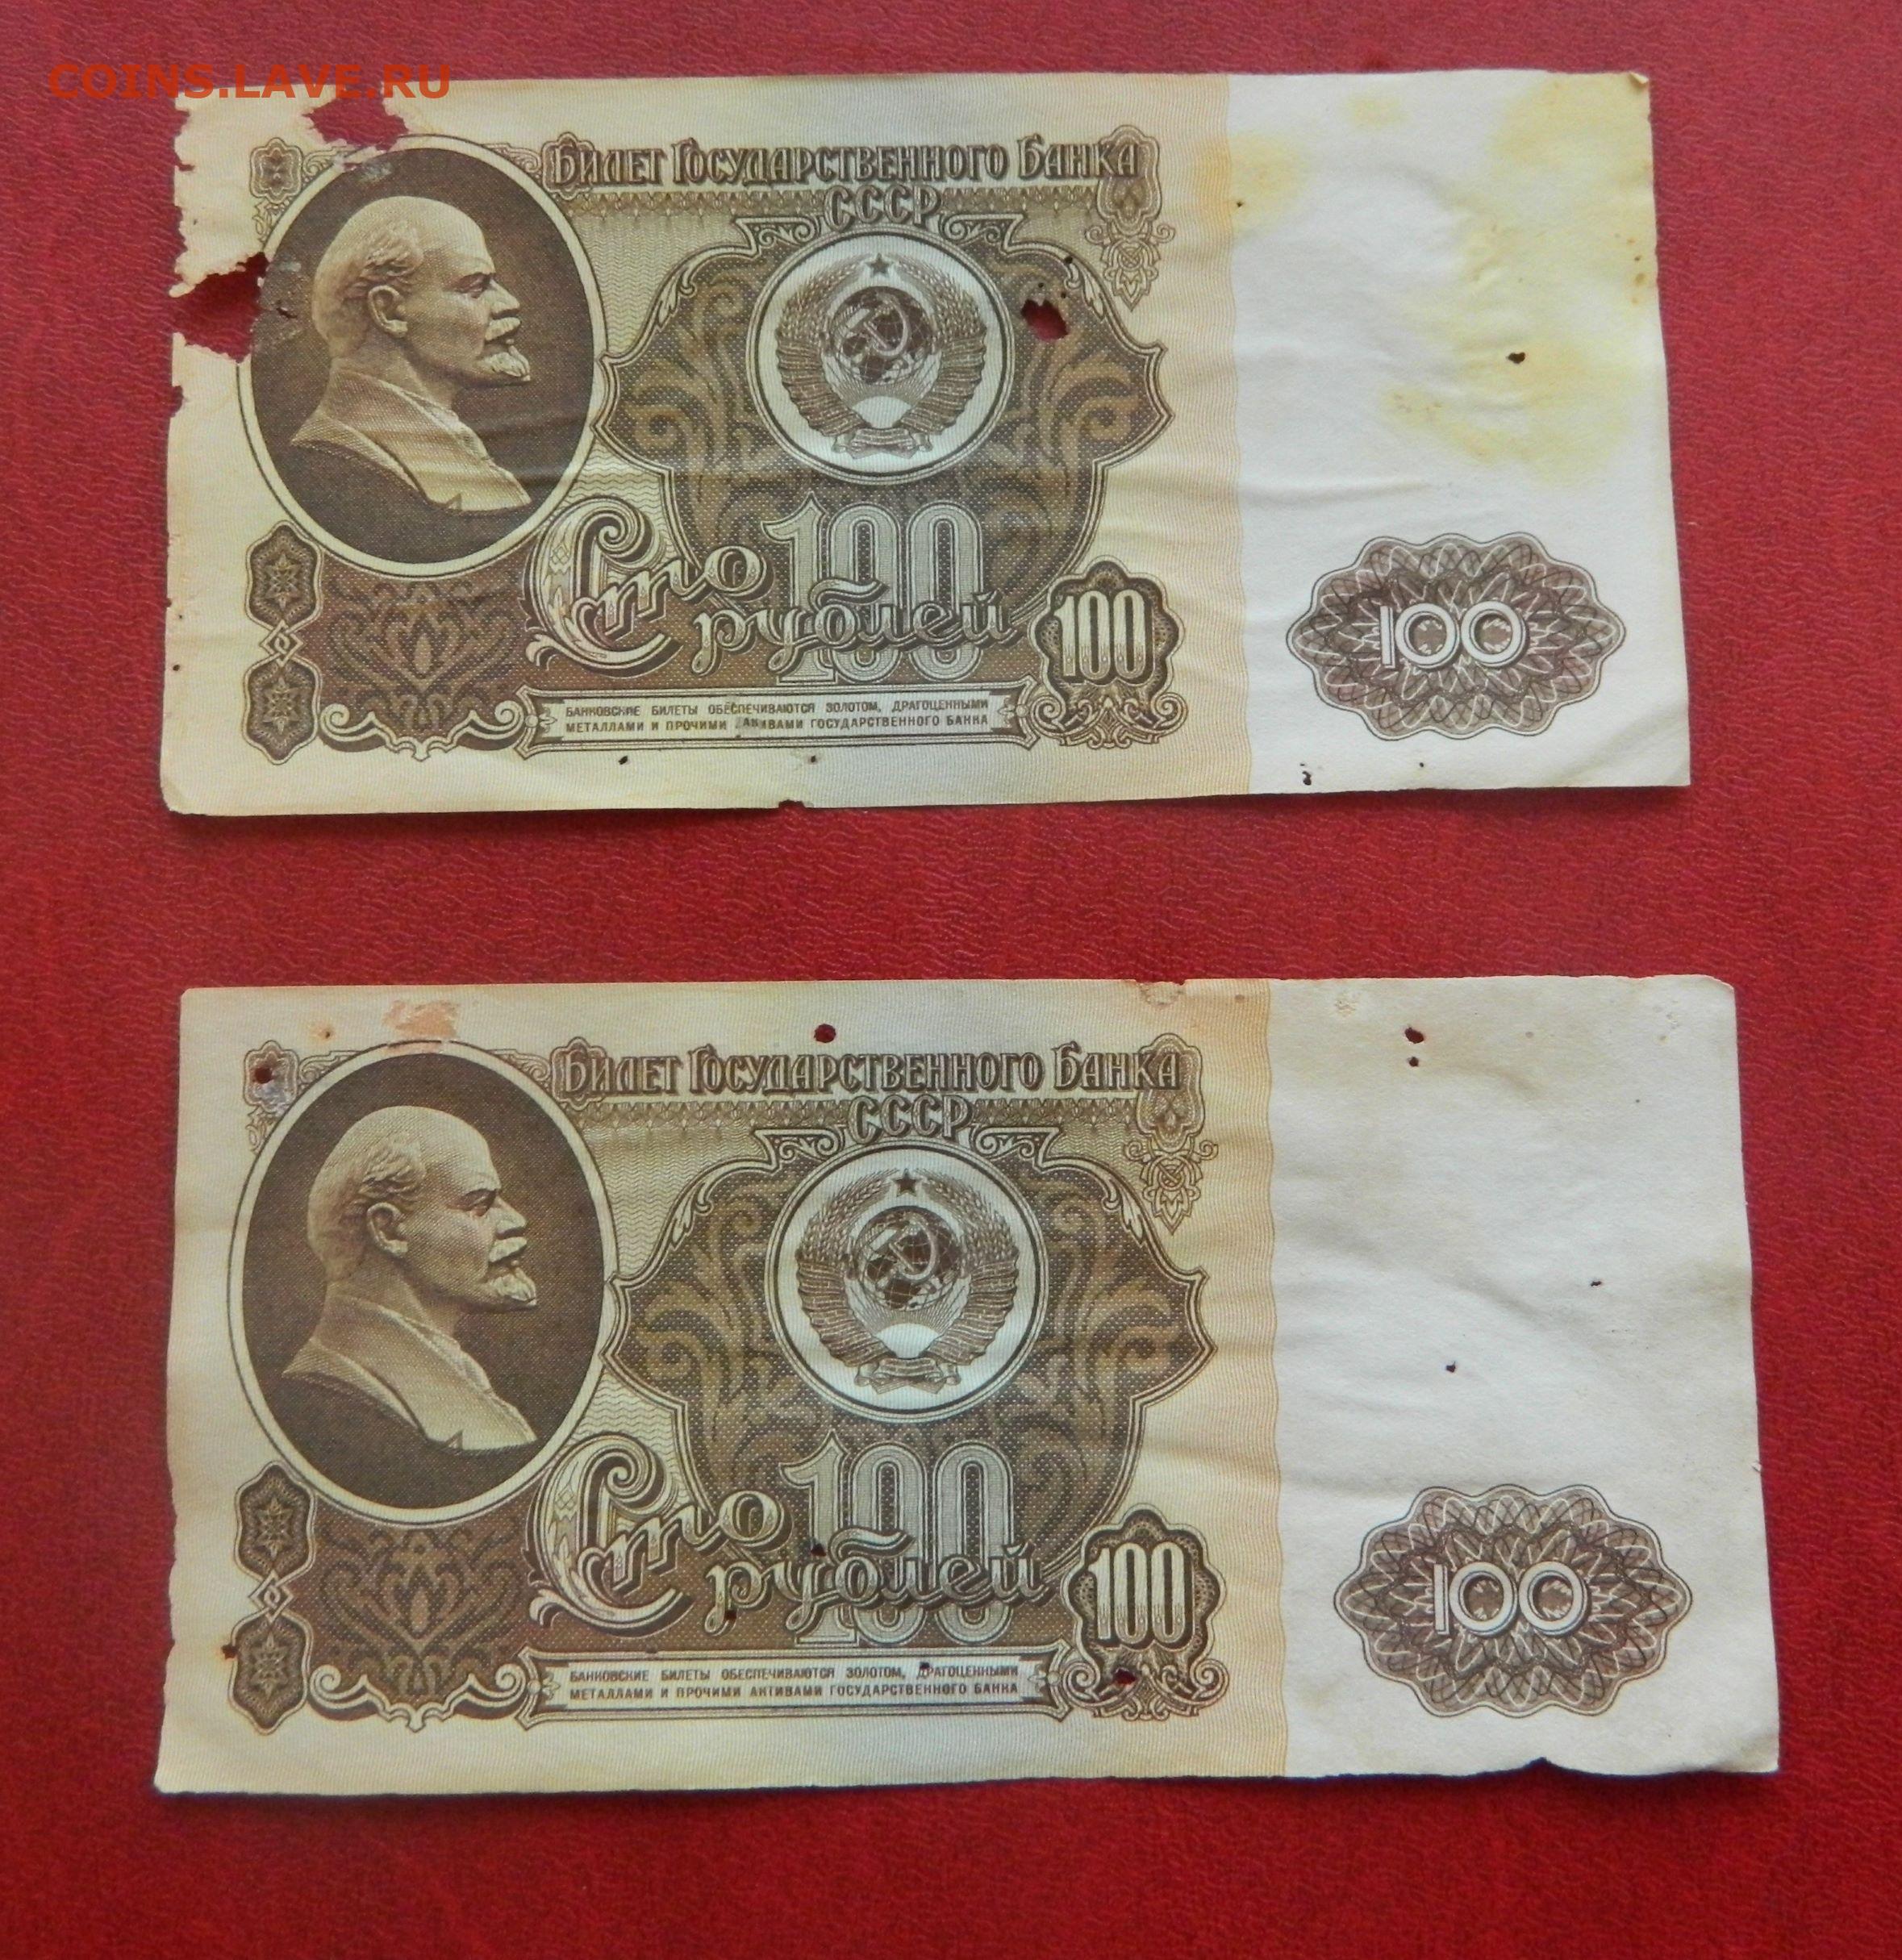 COINS.LAVE.RU
Билет Государственного Банка
СССР
Сто 100
рублей
100
100
БАНКОВСКИЕ БИЛЕТЫ ОБЕСПЕЧИВАЮТСЯ ЗОЛОТОМ, ДРАГОЦЕННЫМИ
МЕТАЛЛАМИ И ПРОЧИМИ АКТИВАМИ ГОСУДАРСТВЕННОГО БАНКА
Билет Государственного Банка
СССР
Сто 100
рублей
100
100
БАНКОВСКИЕ БИЛЕТЫ ОБЕСПЕЧИВАЮТСЯ ЗОЛОТОМ, ДРАГОЦЕННЫМИ
МЕТАЛЛАМИ И ПРОЧИМИ АКТИВАМИ ГОСУДАРСТВЕННОГО БАНКА